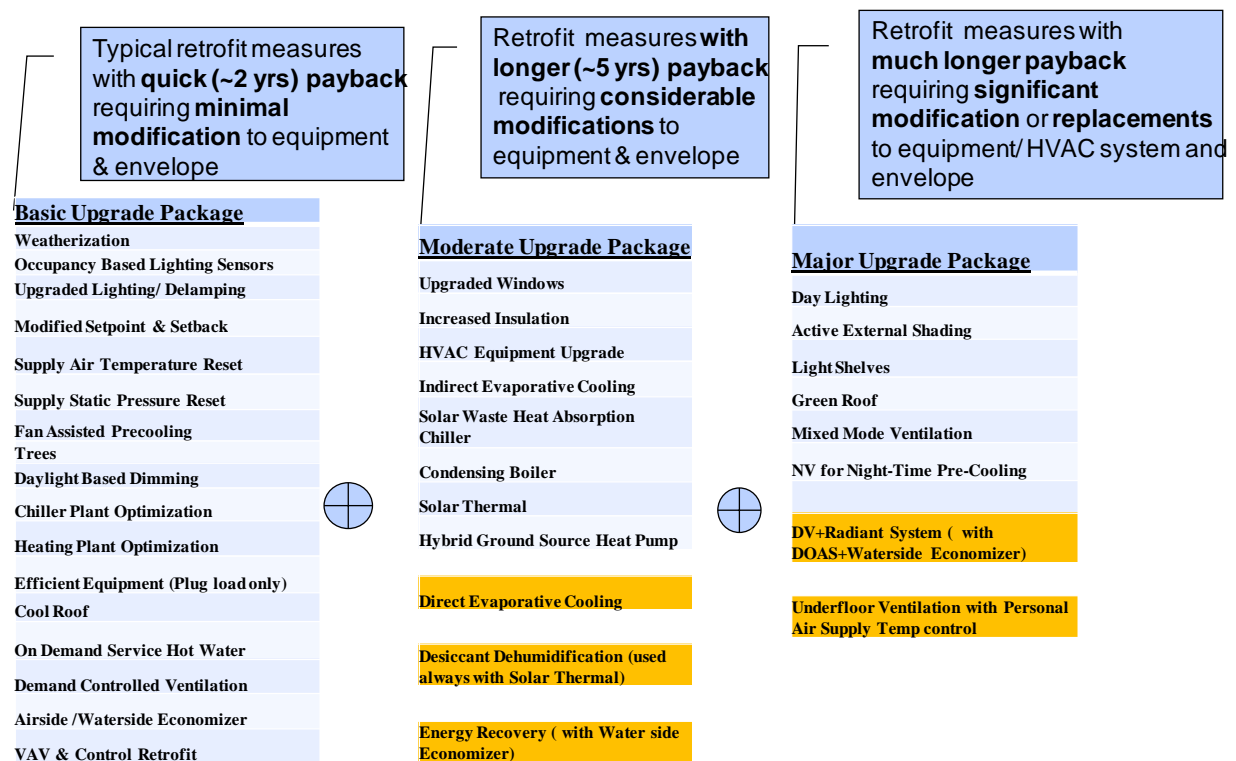 Typical retrofit measures
with quick (~2 yrs) payback
requiring minimal
modification to equipment
& envelope
Retrofit measures with
longer (~5 yrs) payback
requiring considerable
modifications to
equipment & envelope
Retrofit measures with
much longer payback
requiring significant
modification or replacements
to equipment/ HVAC system and
envelope
Basic Upgrade Package
Weatherization
Occupancy Based Lighting Sensors
Upgraded Lighting/ Delamping
Modified Setpoint & Setback
Supply Air Temperature Reset
Supply Static Pressure Reset
Fan Assisted Precooling
Trees
Daylight Based Dimming
Chiller Plant Optimization
Heating Plant Optimization
Efficient Equipment (Plug load only)
Cool Roof
On Demand Service Hot Water
Demand Controlled Ventilation
Airside /Waterside Economizer
VAV & Control Retrofit
Moderate Upgrade Package
Upgraded Windows
Increased Insulation
HVAC Equipment Upgrade
Indirect Evaporative Cooling
Solar Waste Heat Absorption
Chiller
Condensing Boiler
Solar Thermal
Hybrid Ground Source Heat Pump
Direct Evaporative Cooling
Desiccant Dehumidification (used
always with Solar Thermal)
Energy Recovery ( with Water side
Economizer)
Major Upgrade Package
Day Lighting
Active External Shading
Light Shelves
Green Roof
Mixed Mode Ventilation
NV for Night-Time Pre-Cooling
DV+Radiant System ( with
DOAS+Waterside Economizer)
Underfloor Ventilation with Personal
Air Supply Temp control